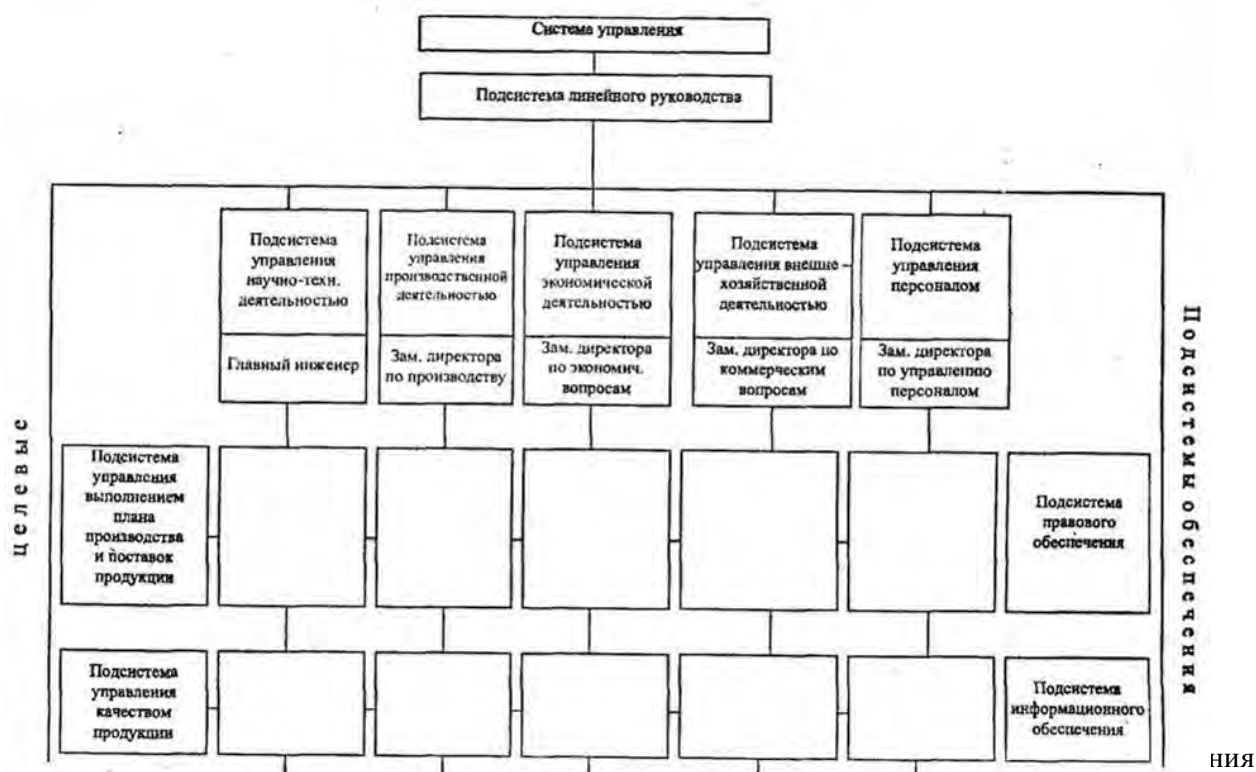 Система управления
Подсистема линейного руководства
Подсистема
управления
научно-техн.
деятельностью
Главный инженер
Подсистема
управления
производственной
деятельностью
Зам. директора
по производству
Подсистема
управления
экономической
деятельностью
Зам. директора
по экономич.
вопросам
Подсистема
управления внешне –
хозяйственной
деятельностью
Зам. директора по
коммерческим
вопросам
Подсистема
управления
персоналом
Зам. директора
по управлению
персоналом
Целевые
Подсистема
управления
выполнением
плана
производства
и поставок
продукции
Подсистема
правового
обеспечения
Подсистемы обеспечения
Подсистема
управления
качеством
продукции
Подсистема
информационного
обеспечения
ния